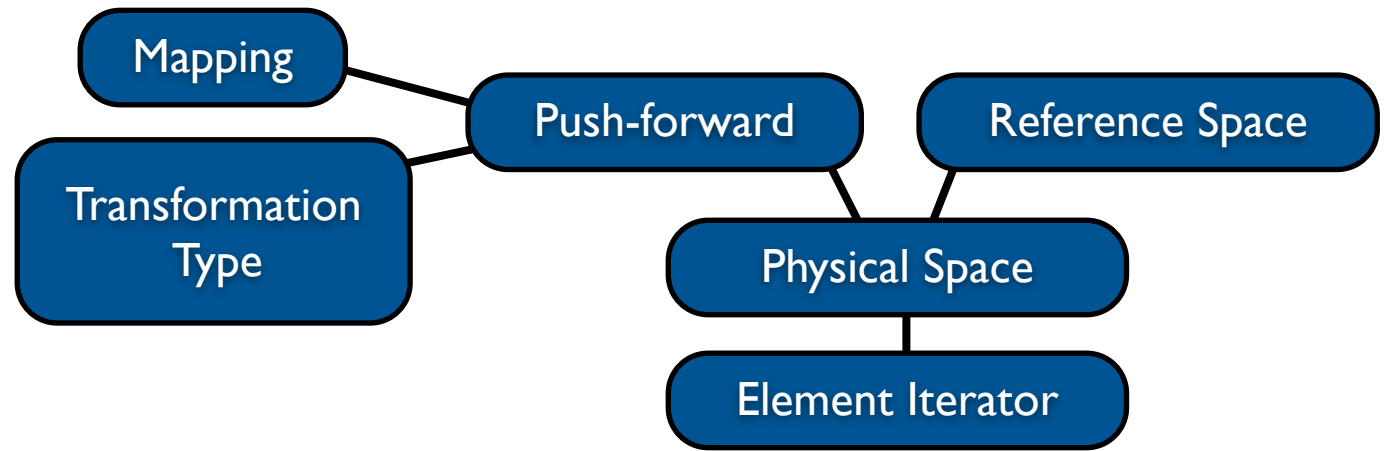 Mapping
Push-forward
Reference Space
Transformation
Type
Physical Space
Element Iterator